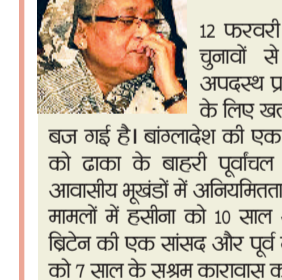 12 फरवरी
चुनावों से
अपदस्थ
के लिए
बज गई है। बांग्लादेश की एक
को ढाका के बाहरी पूर्वांचल
आवासीय भूखंडों में अनियमितता
मामलों में हसीना को 10 साल
ब्रिटेन की एक सांसद और पूर्व
को 7 साल के सश्रम कारावास